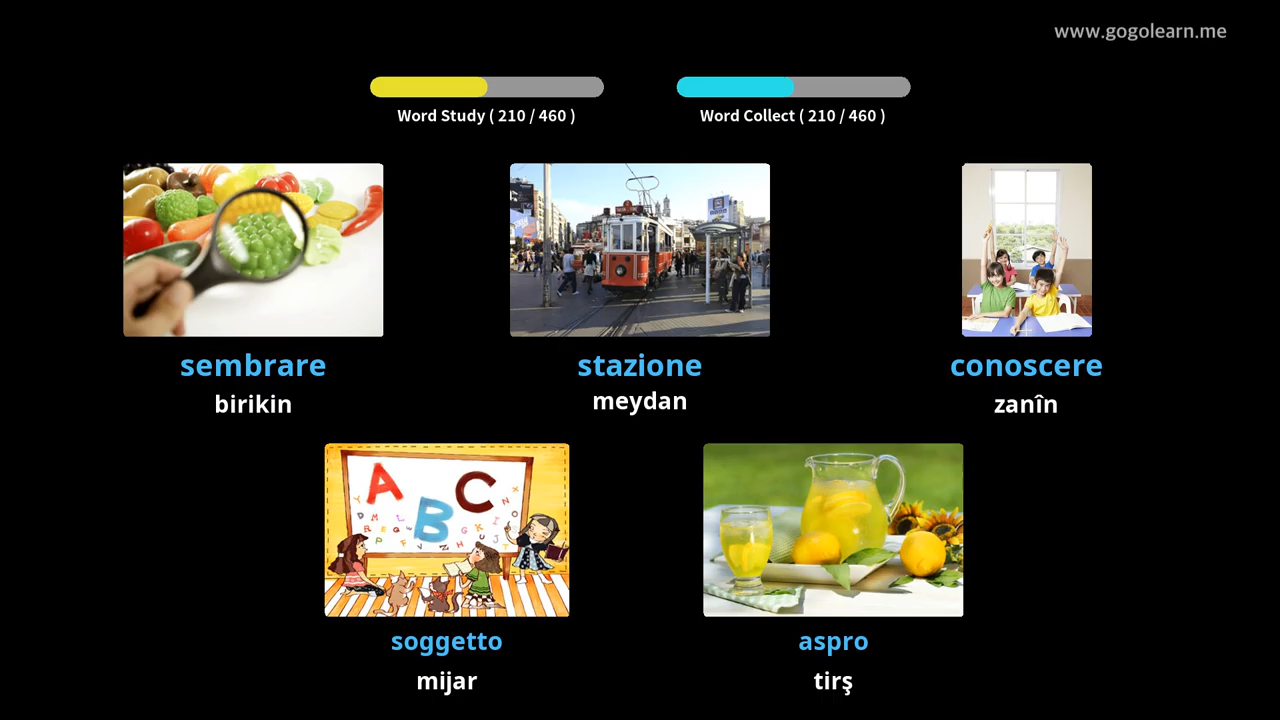 www.gogolearn.me
Word Study ( 210 / 460 )
Word Collect ( 210 / 460 )
sembrare
birikin
stazione
meydan
conoscere
zanîn
A B C
soggetto
mijar
aspro
tirş